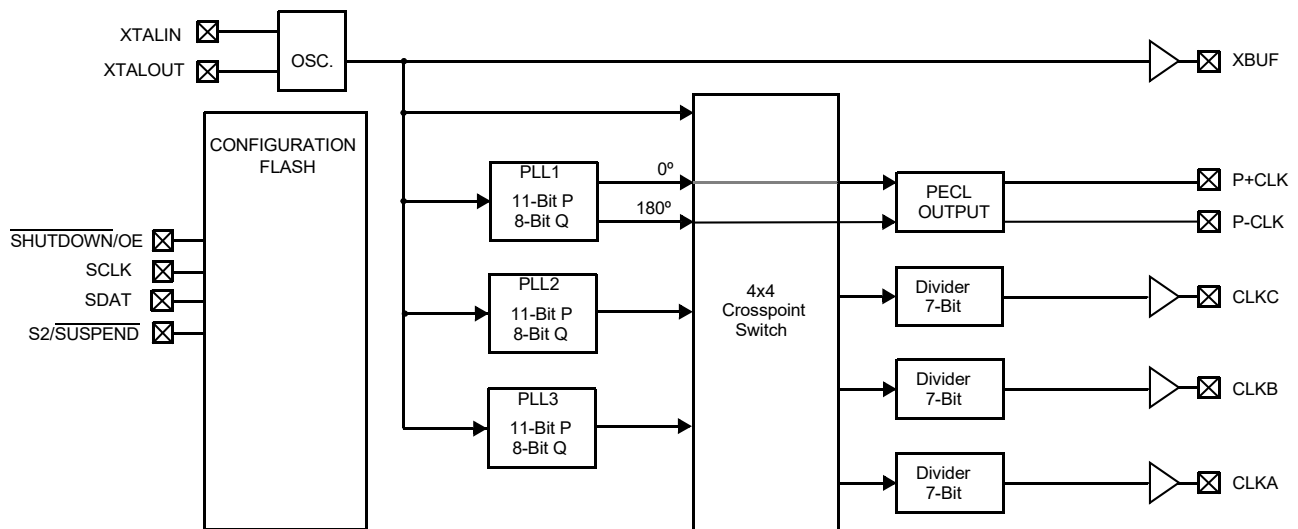 XTALIN
XTALOUT
OSC.
XBUF
CONFIGURATION
FLASH
SHUTDOWN/OE
SCLK
SDAT
S2/SUSPEND
PLL1
11-Bit P
8-Bit Q
0º
180º
PLL2
11-Bit P
8-Bit Q
PLL3
11-Bit P
8-Bit Q
4x4
Crosspoint
Switch
PECL
OUTPUT
P+CLK
P-CLK
Divider
7-Bit
CLKC
Divider
7-Bit
CLKB
Divider
7-Bit
CLKA